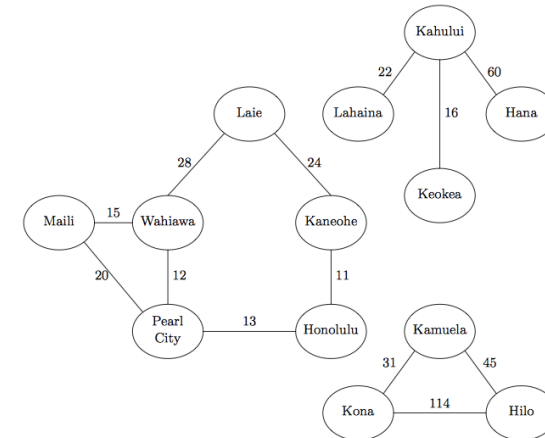 Kahului
22
60
Lahaina
16
Hana
Laie
28
24
Keokea
Maili
15
Wahiawa
Kaneohe
20
12
11
Pearl
City
13
Honolulu
Kamuela
31
45
Kona
114
Hilo